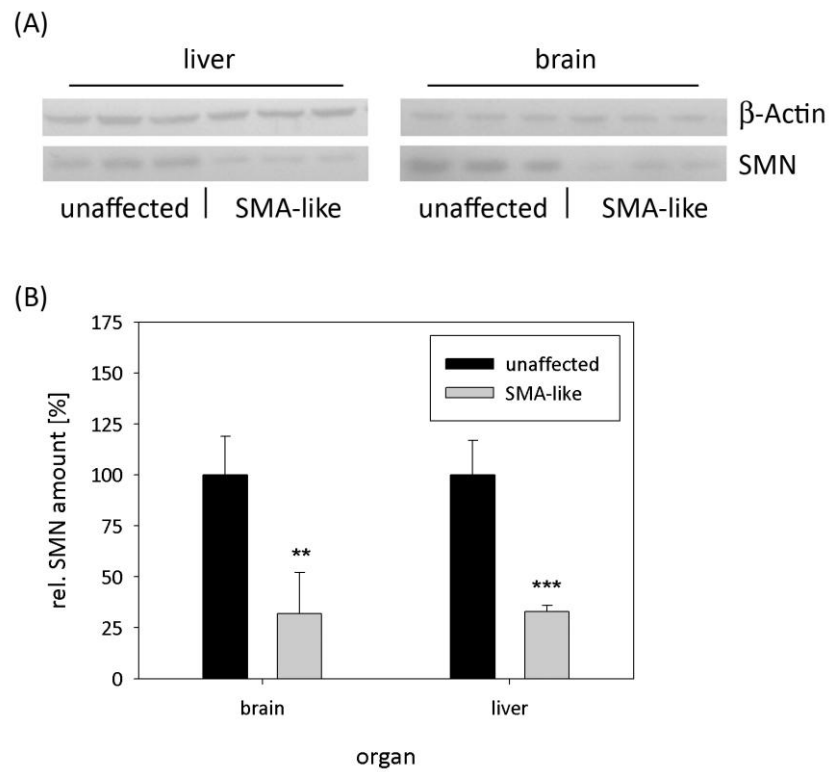 (A)
liver brain
β-Actin
SMN
unaffected | SMA-like unaffected | SMA-like
(B)
175
150
125
100
75
50
25
0
rel. SMN amount [%]
unaffected
SMA-like
**
***
brain liver
organ